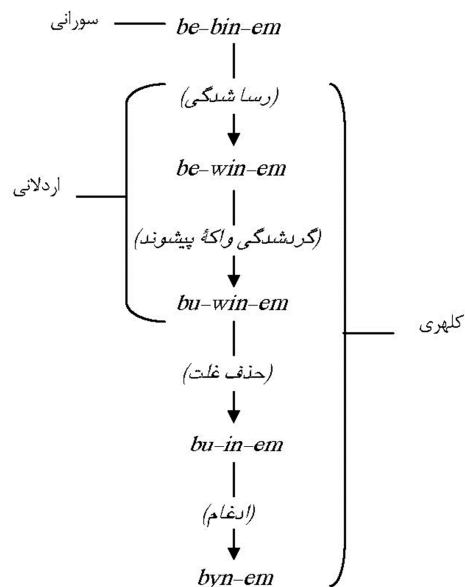 سورانی
be-bin-em
(رسا شدگی)
be-win-em
اردلانی
(گردشدگی واکهٔ پیشوند)
bu-win-em
کلهری
(حذف غلت)
bu-in-em
(ادغام)
byn-em